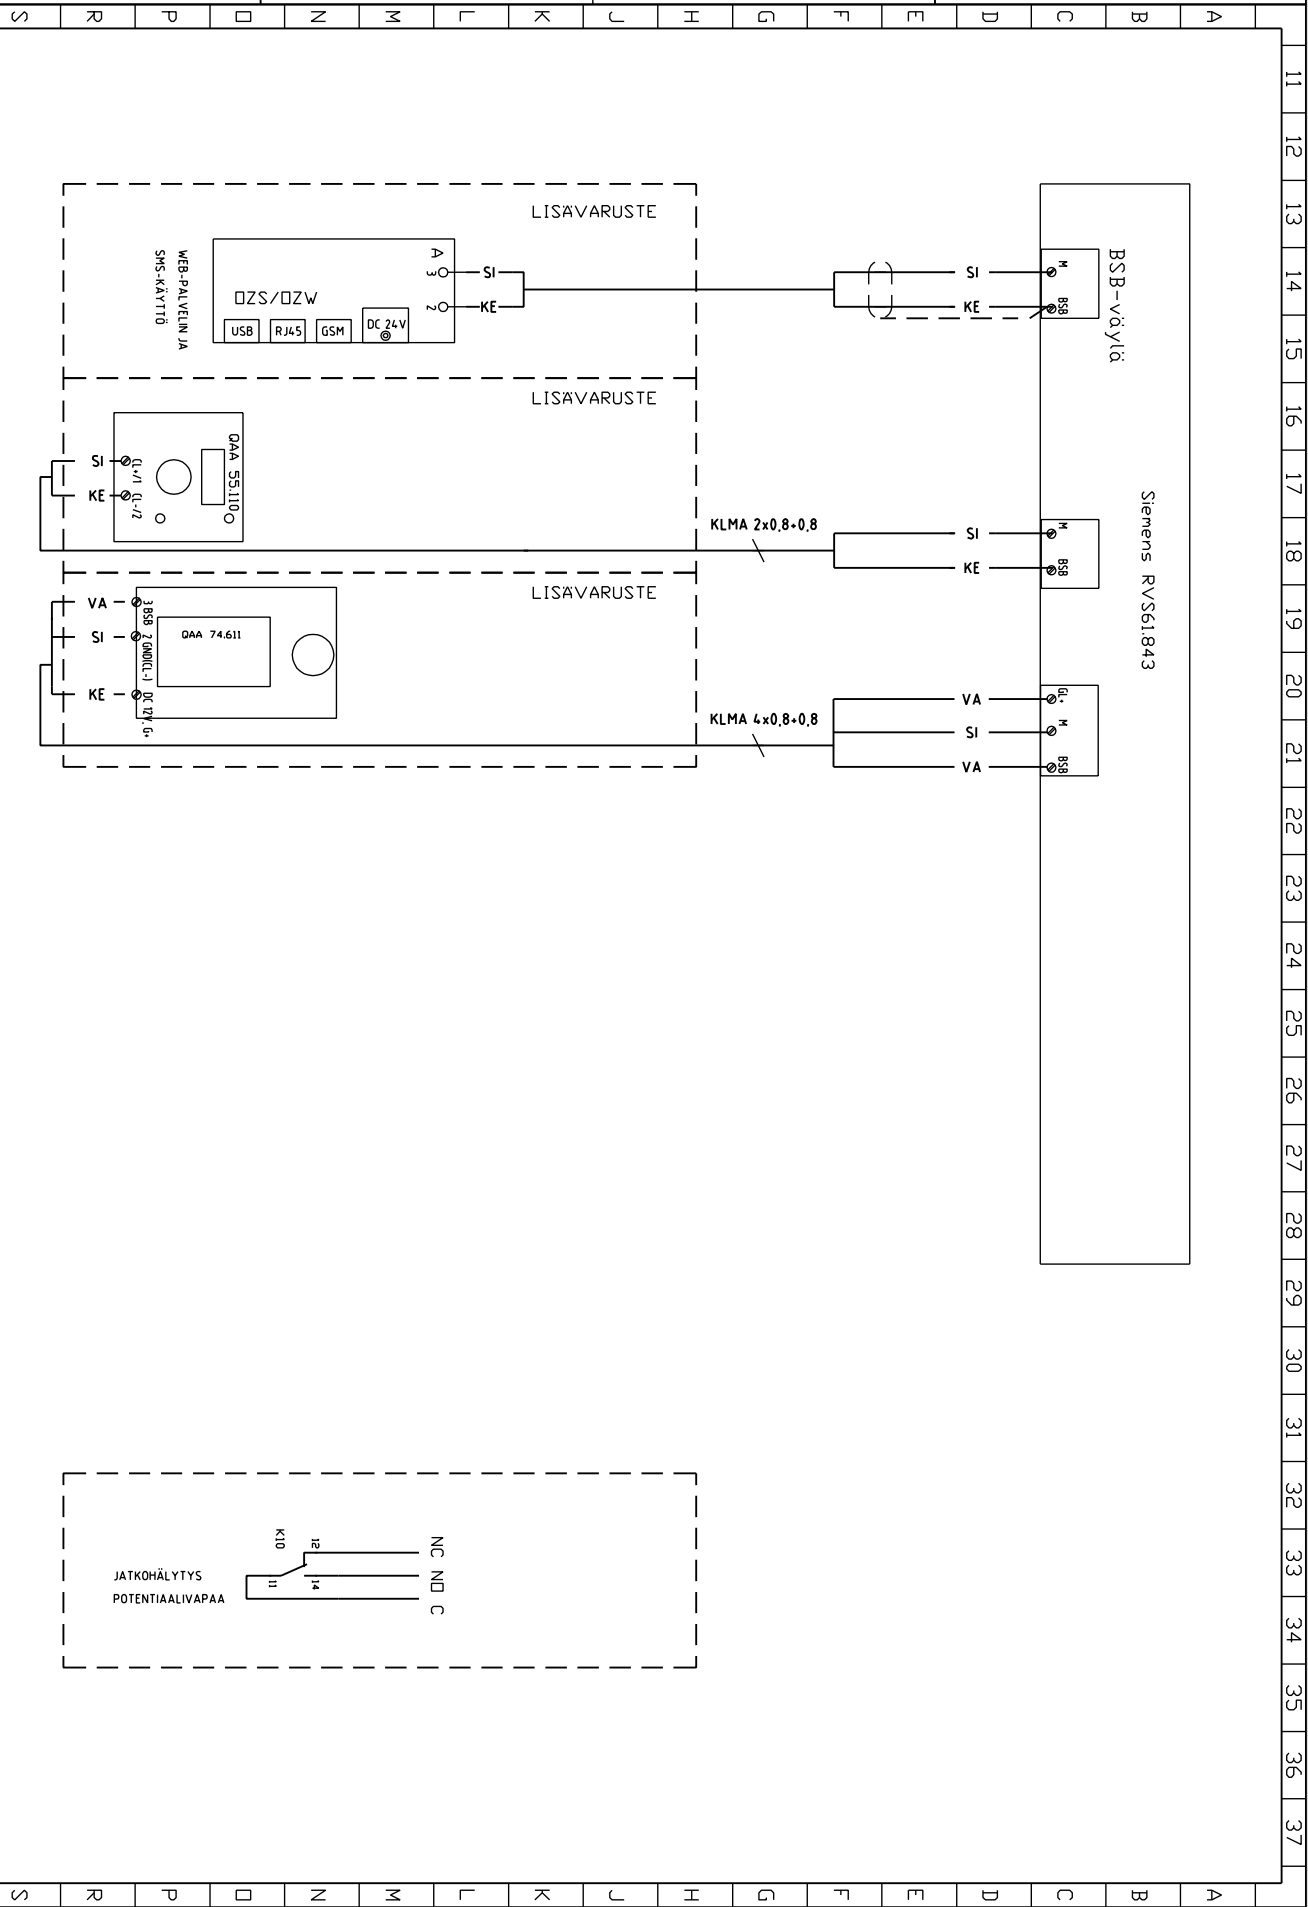 S R P O N M L K J H G F E D C B A
11
12
13
14
15
16
17
18
19
20
21
22
23
24
25
26
27
28
29
30
31
32
33
34
35
36
37
Siemens RVS61.843
BSB-väylä
M BSB
SI
KE
LISÄVARUSTE
A
3 2
SI
KE
OZS/OZW
USB
RJ45
GSM
DC 24V
WEB-PALVELIN JA
SMS-KÄYTTÖ
LISÄVARUSTE
QAA 55.110
CL+/1 CL-/2
SI
KE
KLMA 2x0,8+0,8
SI
KE
M BSB
LISÄVARUSTE
QAA 74.611
3 BSB 2 GND(CL-) DC 12V. G+
VA
SI
KE
KLMA 4x0,8+0,8
VA
SI
VA
GL+ M BSB
NC NO C
K10
12
14
11
JATKOHÄLYTYS
POTENTIAALIVAPAA
S R P O N M L K J H G F E D C B A